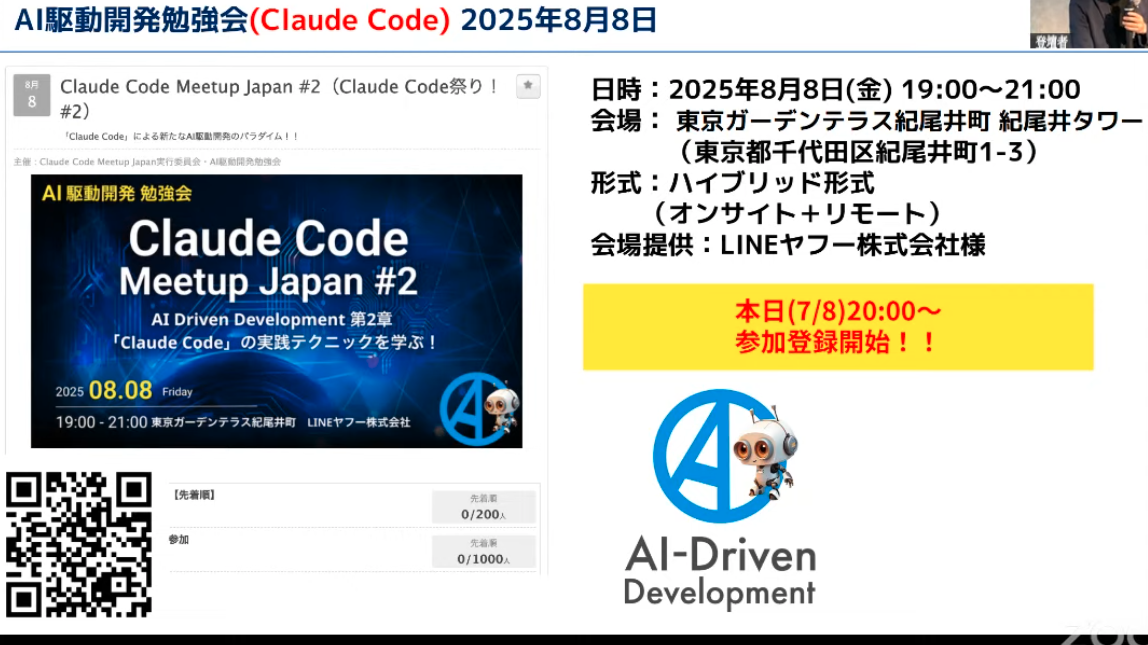 AI駆動開発勉強会(Claude Code) 2025年8月8日
登壇者
8月
8
Claude Code Meetup Japan #2（Claude Code祭り！
#2）
「Claude Code」による新たなAI駆動開発のパラダイム！！
主催：Claude Code Meetup Japan実行委員会・AI駆動開発勉強会
AI 駆動開発 勉強会
Claude Code
Meetup Japan #2
AI Driven Development 第2章
「Claude Code」の実践テクニックを学ぶ！
2025 08.08 Friday
19:00 - 21:00 東京ガーデンテラス紀尾井町　LINEヤフー株式会社
【先着順】
先着順
0/200人
参加
先着順
0/1000人
日時：2025年8月8日(金) 19:00～21:00
会場： 東京ガーデンテラス紀尾井町 紀尾井タワー
（東京都千代田区紀尾井町1-3）
形式：ハイブリッド形式
（オンサイト＋リモート）
会場提供：LINEヤフー株式会社様
本日(7/8)20:00～
参加登録開始！！
AI-Driven
Development